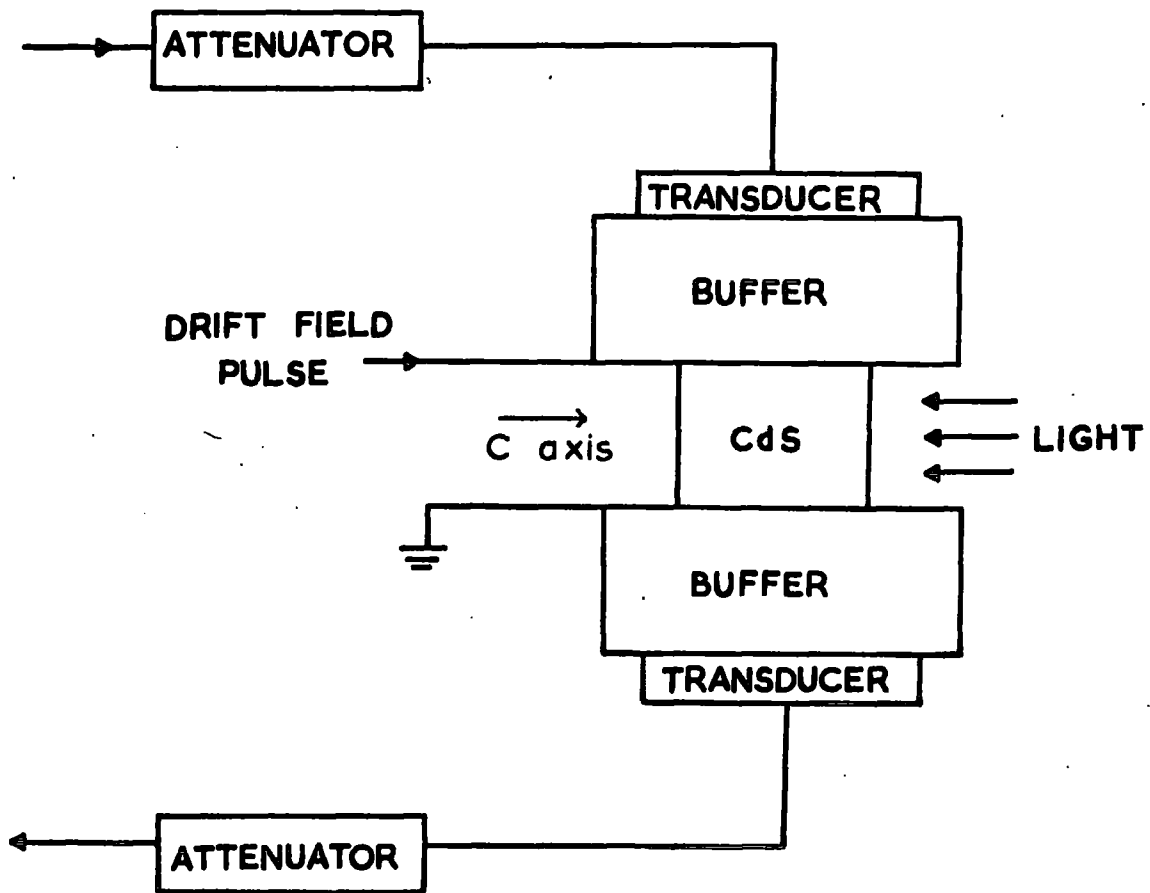 ATTENUATOR
TRANSDUCER
BUFFER
DRIFT FIELD
PULSE
C axis
CdS
LIGHT
BUFFER
TRANSDUCER
ATTENUATOR